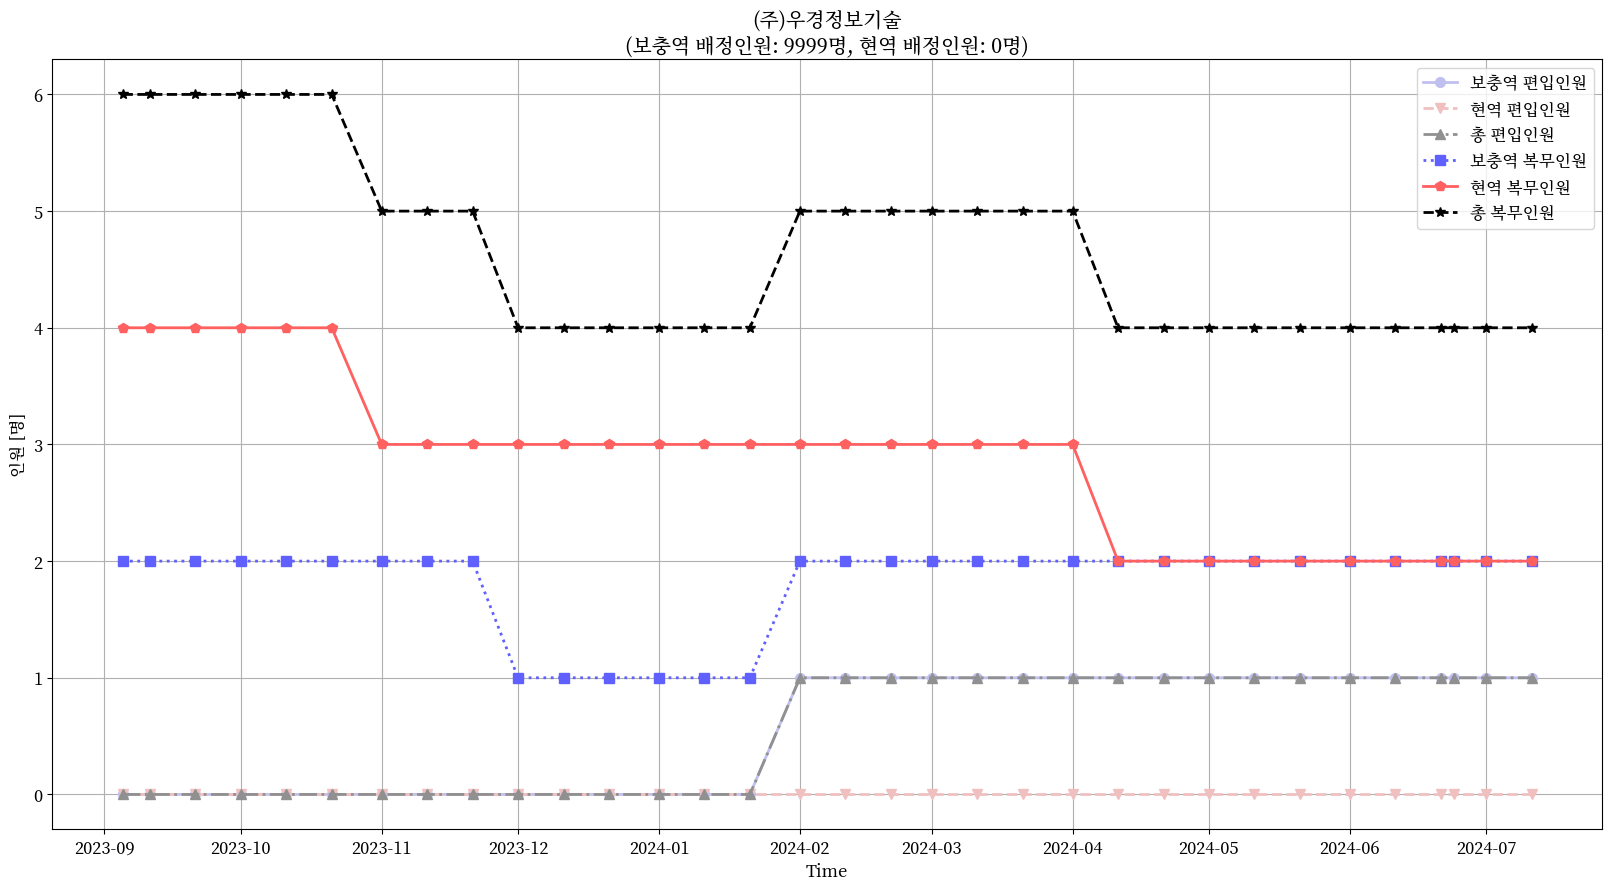 (주)우경정보기술
(보충역 배정인원: 9999명, 현역 배정인원: 0명)
보충역 편입인원
현역 편입인원
총 편입인원
보충역 복무인원
현역 복무인원
총 복무인원
인원 [명]
6
5
4
3
2
1
0
2023-09
2023-10
2023-11
2023-12
2024-01
2024-02
2024-03
2024-04
2024-05
2024-06
2024-07
Time